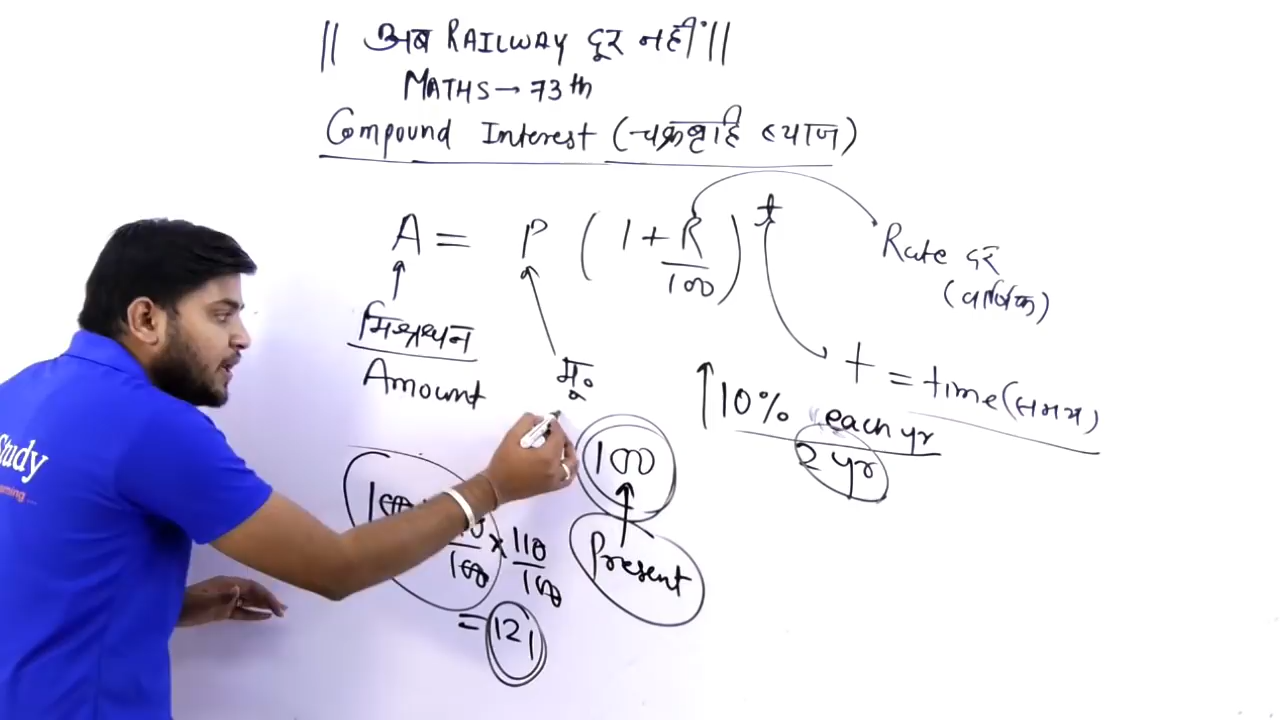 || अब RAILWAY दूर नहीं ||
MATHS → 73th
Compound Interest (चक्रवृद्धि ब्याज)
A = P (1 + R/100)^t
Rate दर
(वार्षिक)
मिश्रधन
Amount
मू०
t = time (समय)
↑ 10% each yr
2 yr
100
Present
110/100 × 110/100
= 121
Study